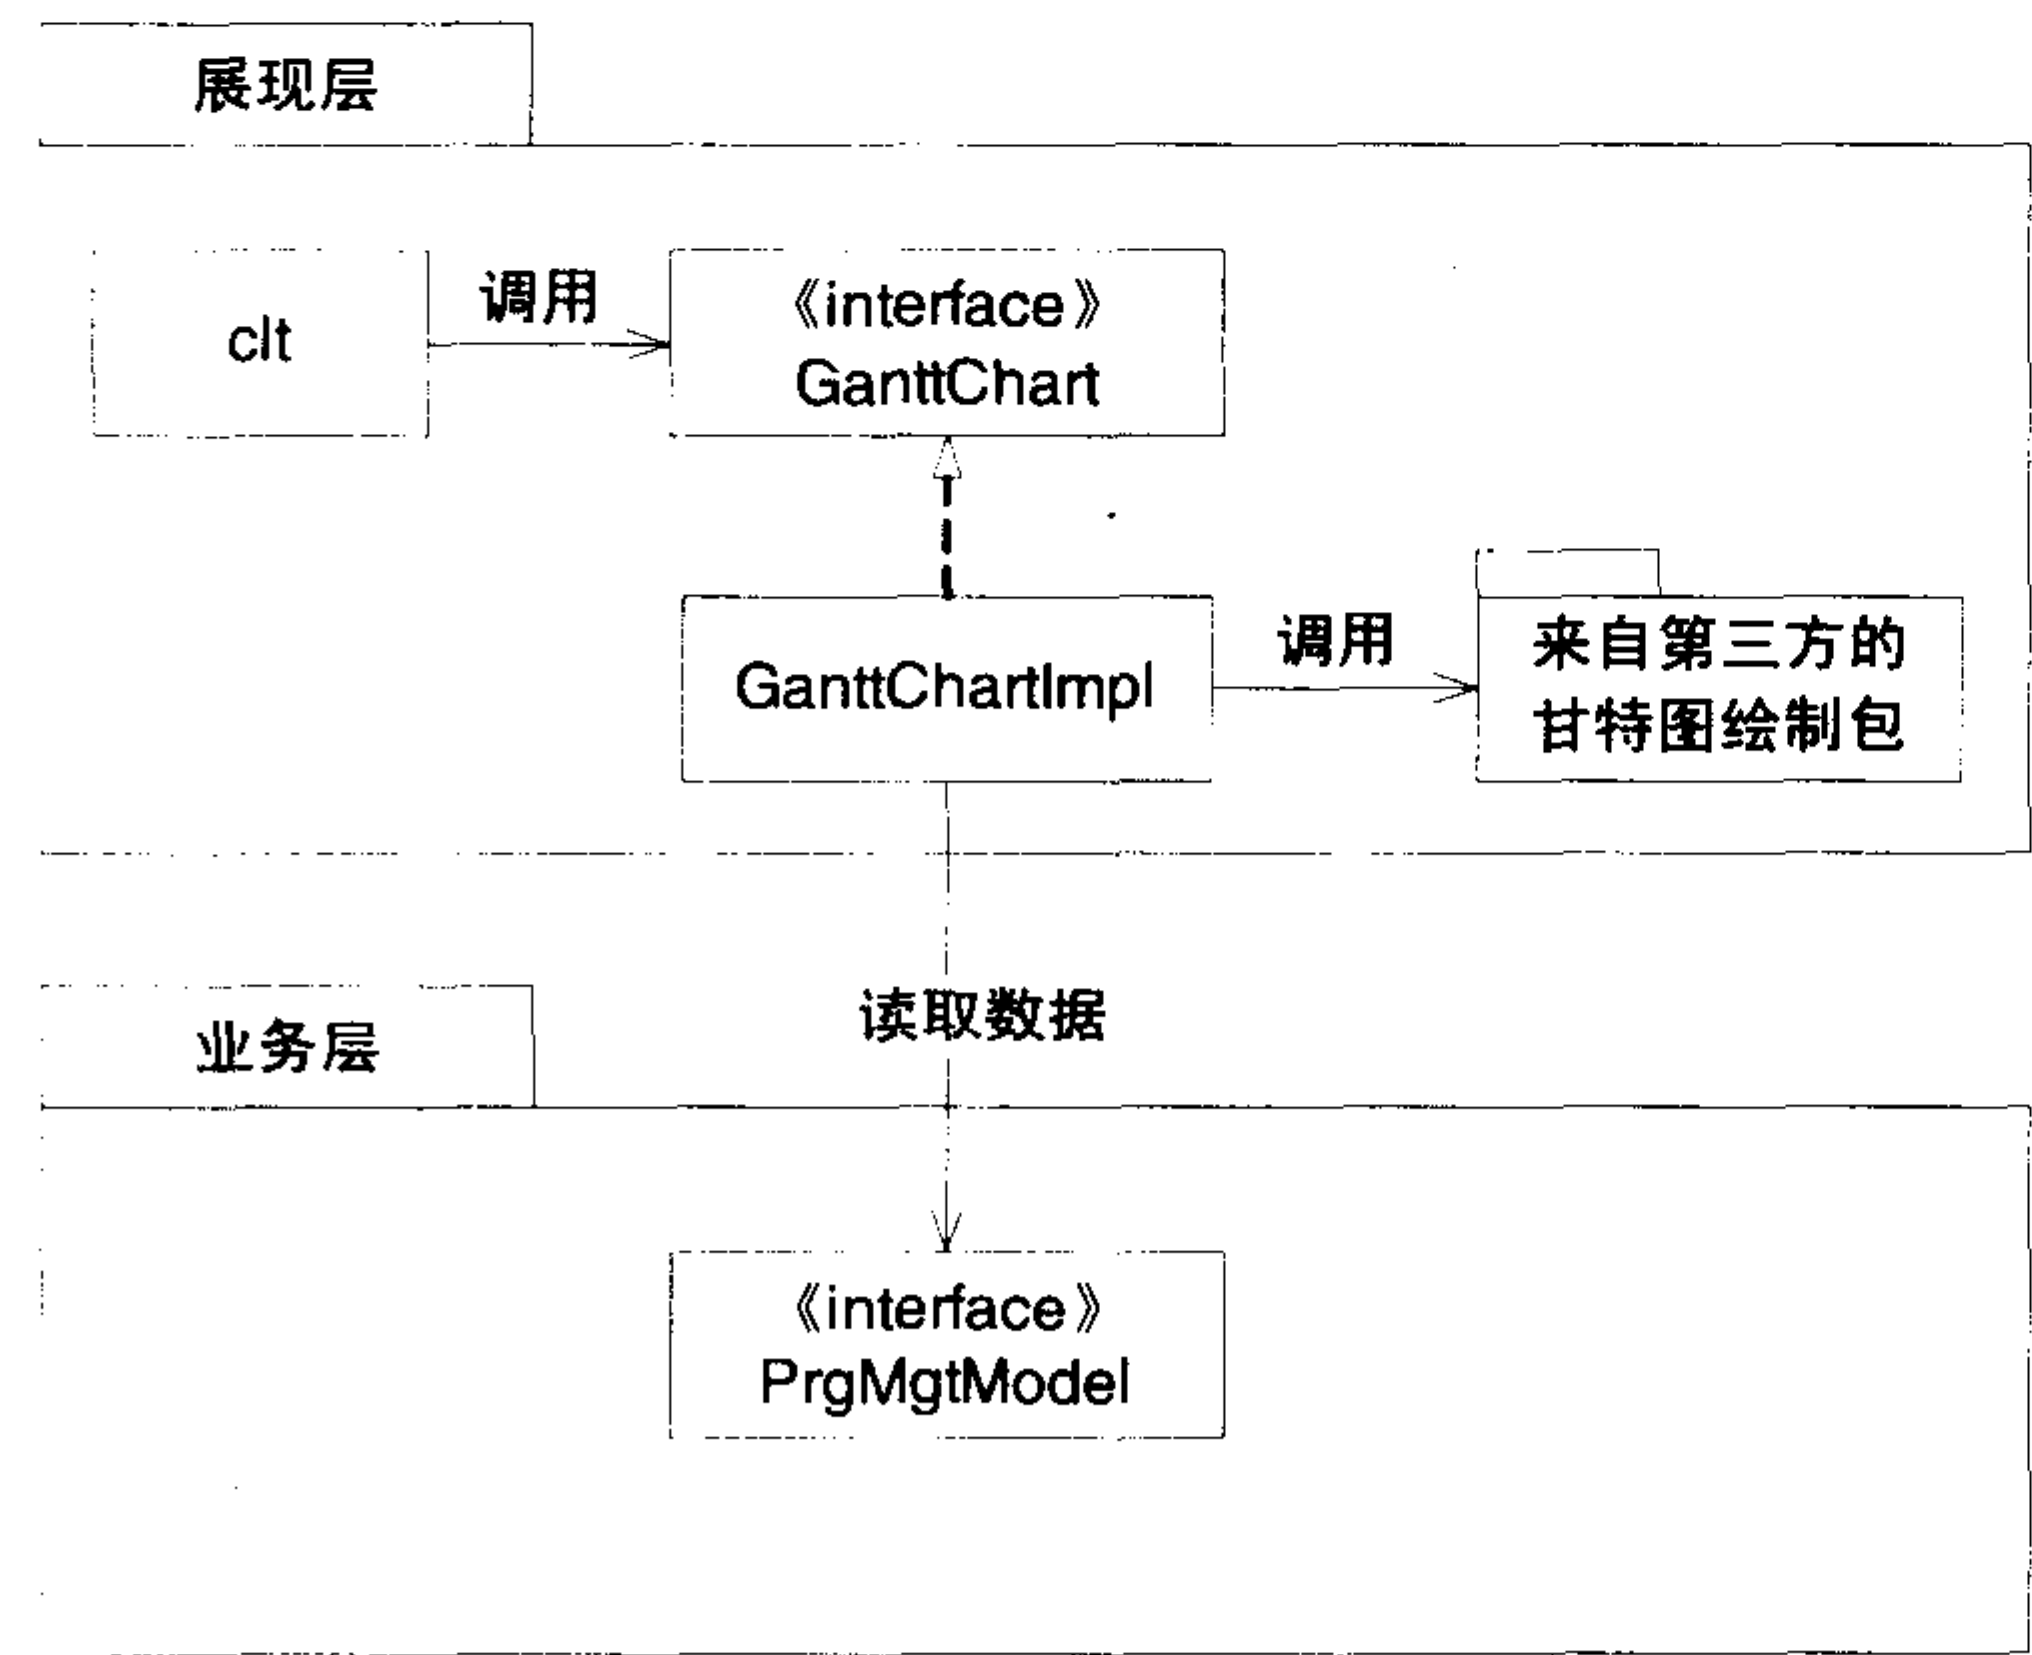 展现层
clt
调用
《interface》
GanttChart
GanttChartImpl
调用
来自第三方的
甘特图绘制包
读取数据
业务层
《interface》
PrgMgtModel